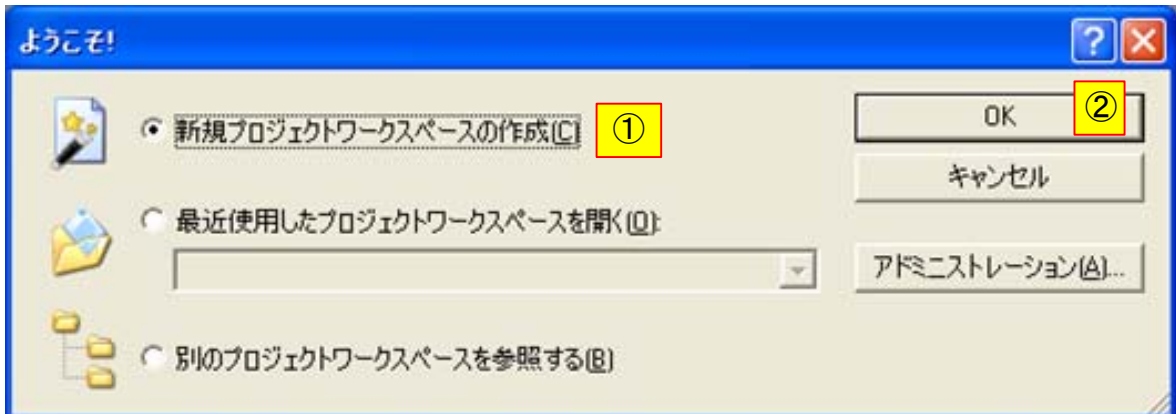 ようこそ!
新規プロジェクトワークスペースの作成(C)
①
OK
②
キャンセル
最近使用したプロジェクトワークスペースを開く(O):
アドミニストレーション(A)...
別のプロジェクトワークスペースを参照する(B)